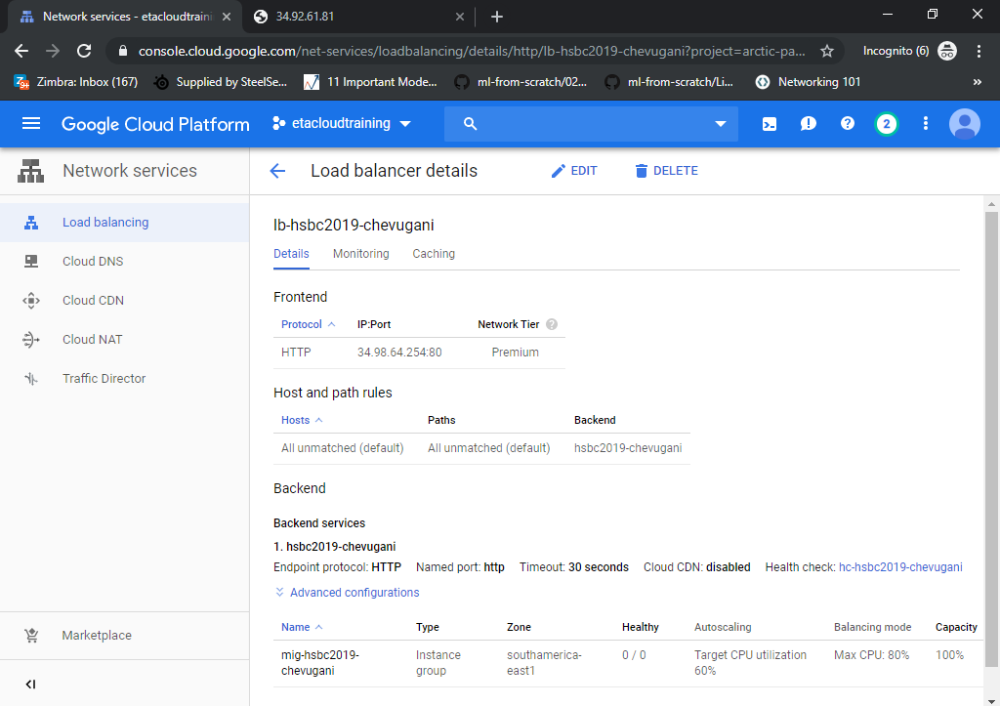 Network services - etacloudtraini
34.92.61.81
console.cloud.google.com/net-services/loadbalancing/details/http/lb-hsbc2019-chevugani?project=arctic-pa...
Incognito (6)
Zimbra: Inbox (167)
Supplied by SteelSe...
11 Important Mode...
ml-from-scratch/02...
ml-from-scratch/Li...
Networking 101
»
Google Cloud Platform
etacloudtraining
2
Network services
Load balancer details
EDIT
DELETE
Load balancing
Cloud DNS
Cloud CDN
Cloud NAT
Traffic Director
Marketplace
lb-hsbc2019-chevugani
Details Monitoring Caching
Frontend
Protocol IP:Port Network Tier ?
HTTP 34.98.64.254:80 Premium
Host and path rules
Hosts Paths Backend
All unmatched (default) All unmatched (default) hsbc2019-chevugani
Backend
Backend services
1. hsbc2019-chevugani
Endpoint protocol: HTTP Named port: http Timeout: 30 seconds Cloud CDN: disabled Health check: hc-hsbc2019-chevugani
Advanced configurations
Name Type Zone Healthy Autoscaling Balancing mode Capacity
mig-hsbc2019- Instance southamerica- 0 / 0 Target CPU utilization Max CPU: 80% 100%
chevugani group east1 60%